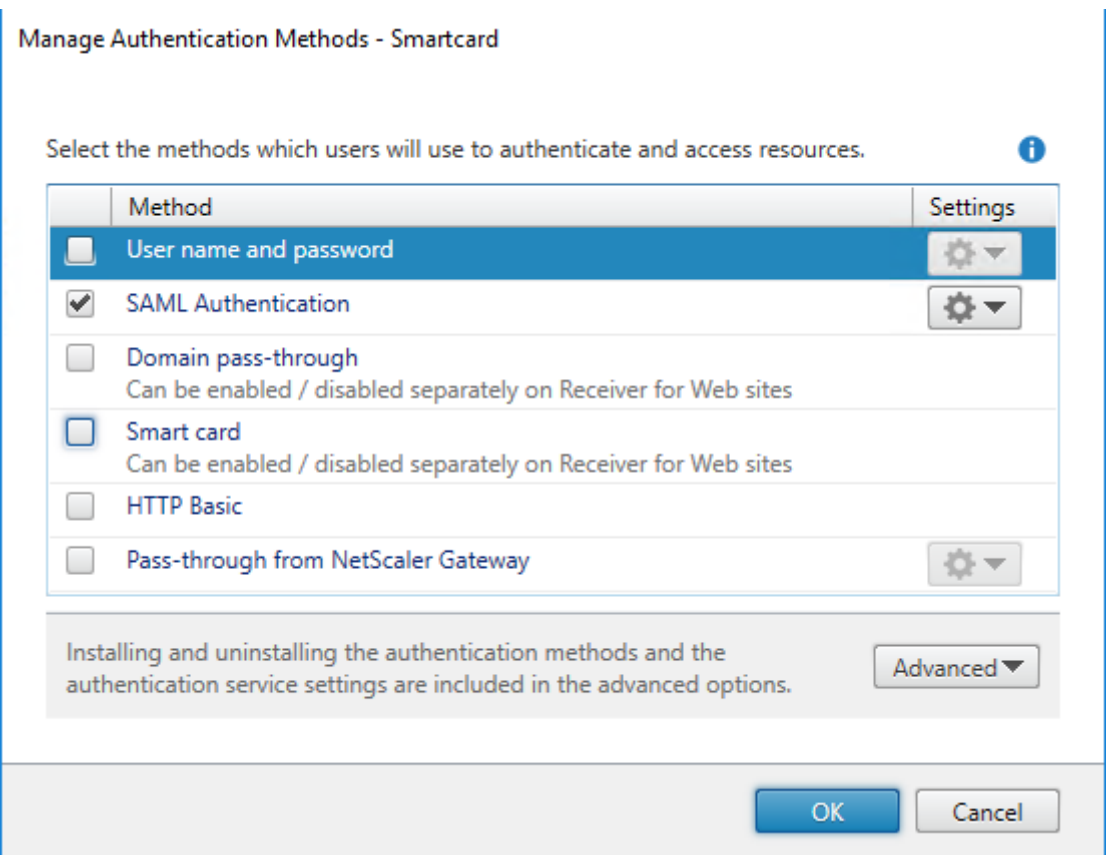 Manage Authentication Methods - Smartcard
Select the methods which users will use to authenticate and access resources.
Method Settings
User name and password
SAML Authentication
Domain pass-through
Can be enabled / disabled separately on Receiver for Web sites
Smart card
Can be enabled / disabled separately on Receiver for Web sites
HTTP Basic
Pass-through from NetScaler Gateway
Installing and uninstalling the authentication methods and the
authentication service settings are included in the advanced options.
Advanced
OK Cancel